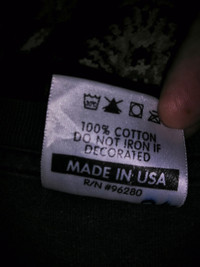 100% COTTON
DO NOT IRON IF
DECORATED
MADE IN USA
R/N #96280